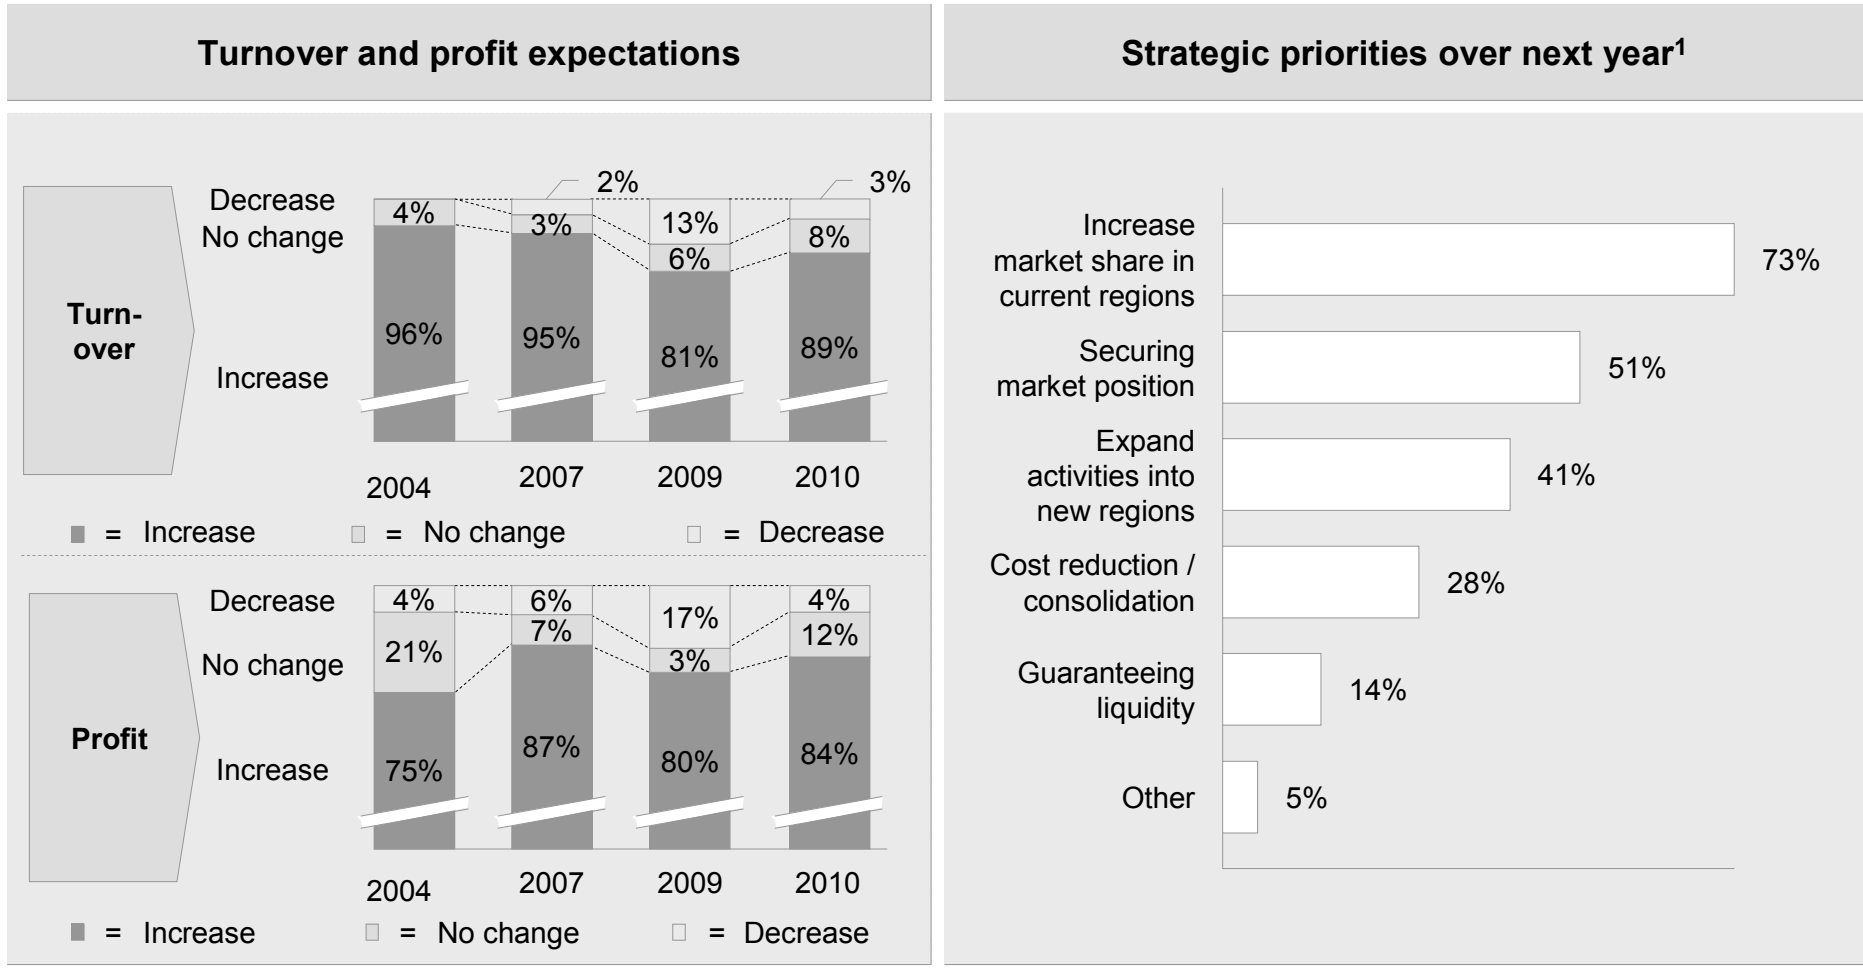 Turnover and profit expectations
Strategic priorities over next year¹
Turn-
over
Decrease
No change
Increase
2%
3%
4%
3%
13%
8%
6%
96%
95%
81%
89%
2004
2007
2009
2010
= Increase
= No change
= Decrease
Profit
Decrease
No change
Increase
4%
6%
17%
4%
21%
7%
3%
12%
75%
87%
80%
84%
2004
2007
2009
2010
= Increase
= No change
= Decrease
Increase
market share in
current regions
73%
Securing
market position
51%
Expand
activities into
new regions
41%
Cost reduction /
consolidation
28%
Guaranteeing
liquidity
14%
Other
5%